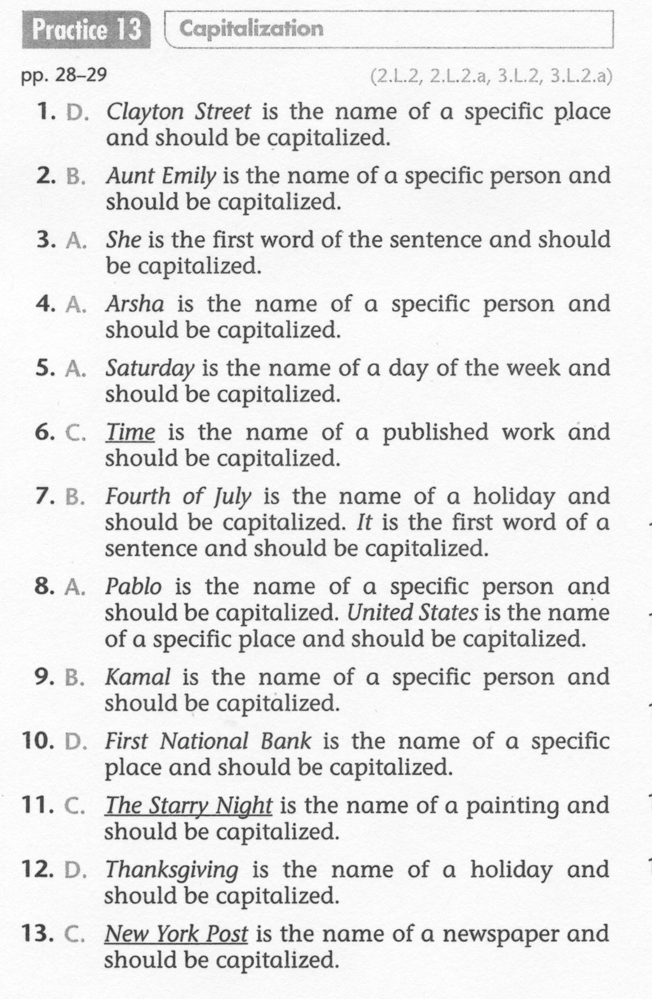 Practice 13 Capitalization
pp. 28–29 (2.L.2, 2.L.2.a, 3.L.2, 3.L.2.a)
1. D. Clayton Street is the name of a specific place
and should be capitalized.
2. B. Aunt Emily is the name of a specific person and
should be capitalized.
3. A. She is the first word of the sentence and should
be capitalized.
4. A. Arsha is the name of a specific person and
should be capitalized.
5. A. Saturday is the name of a day of the week and
should be capitalized.
6. C. Time is the name of a published work and
should be capitalized.
7. B. Fourth of July is the name of a holiday and
should be capitalized. It is the first word of a
sentence and should be capitalized.
8. A. Pablo is the name of a specific person and
should be capitalized. United States is the name
of a specific place and should be capitalized.
9. B. Kamal is the name of a specific person and
should be capitalized.
10. D. First National Bank is the name of a specific
place and should be capitalized.
11. C. The Starry Night is the name of a painting and
should be capitalized.
12. D. Thanksgiving is the name of a holiday and
should be capitalized.
13. C. New York Post is the name of a newspaper and
should be capitalized.